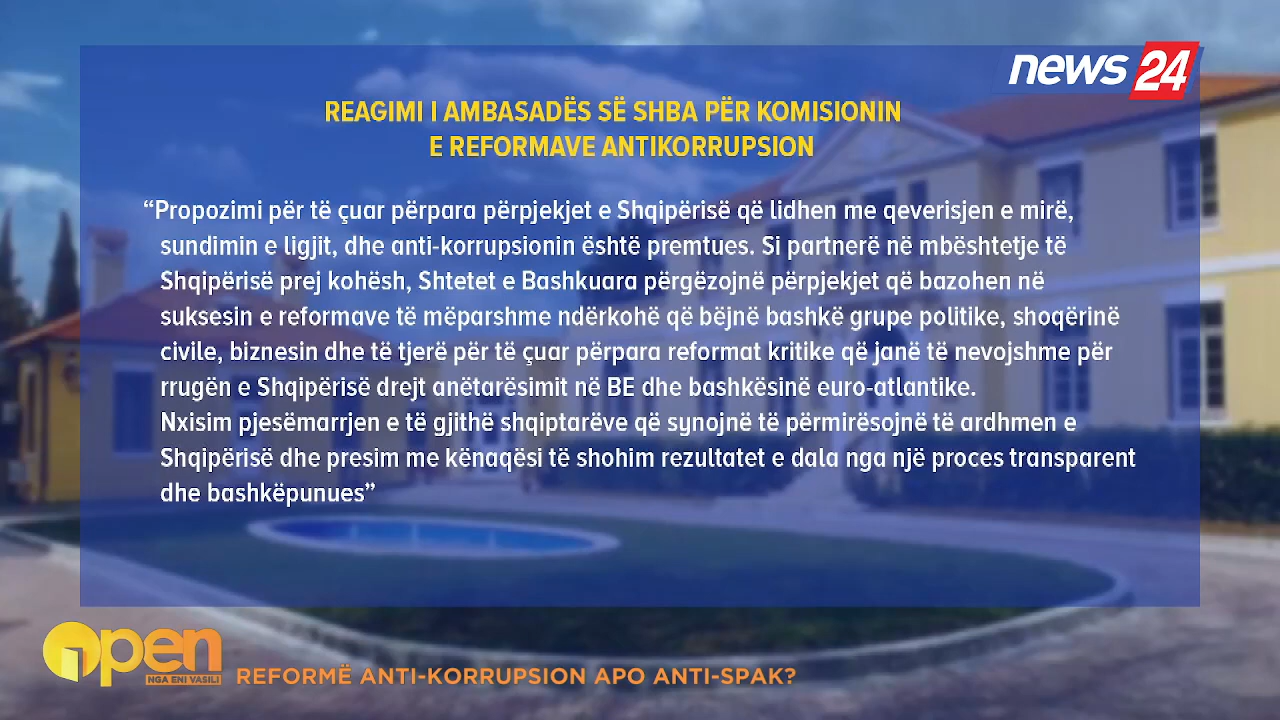 news 24
REAGIMI I AMBASADËS SË SHBA PËR KOMISIONIN
E REFORMAVE ANTIKORRUPSION
“Propozimi për të çuar përpara përpjekjet e Shqipërisë që lidhen me qeverisjen e mirë,
sundimin e ligjit, dhe anti-korrupsionin është premtues. Si partnerë në mbështetje të
Shqipërisë prej kohësh, Shtetet e Bashkuara përgëzojnë përpjekjet që bazohen në
suksesin e reformave të mëparshme ndërkohë që bëjnë bashkë grupe politike, shoqërinë
civile, biznesin dhe të tjerë për të çuar përpara reformat kritike që janë të nevojshme për
rrugën e Shqipërisë drejt anëtarësimit në BE dhe bashkësinë euro-atlantike.
Nxisim pjesëmarrjen e të gjithë shqiptarëve që synojnë të përmirësojnë të ardhmen e
Shqipërisë dhe presim me kënaqësi të shohim rezultatet e dala nga një proces transparent
dhe bashkëpunues”
Open
NGA ENI VASILI
REFORMË ANTI-KORRUPSION APO ANTI-SPAK?